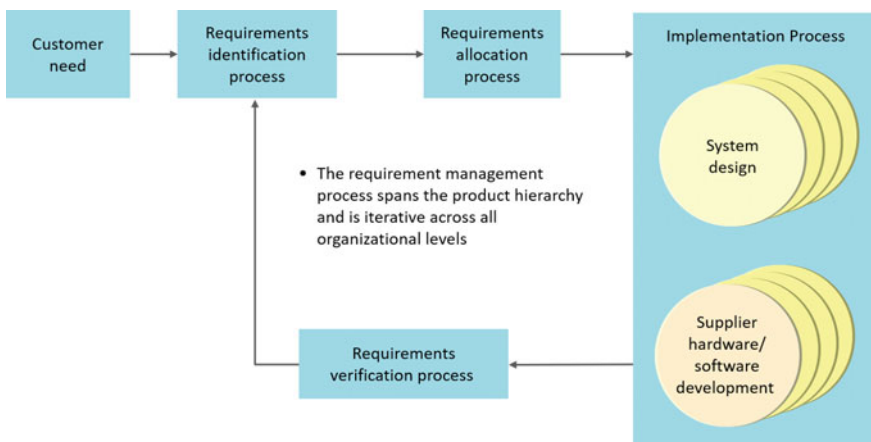 Customer
need
Requirements
identification
process
Requirements
allocation
process
Implementation Process
System
design
• The requirement management
process spans the product hierarchy
and is iterative across all
organizational levels
Supplier
hardware/
software
development
Requirements
verification process